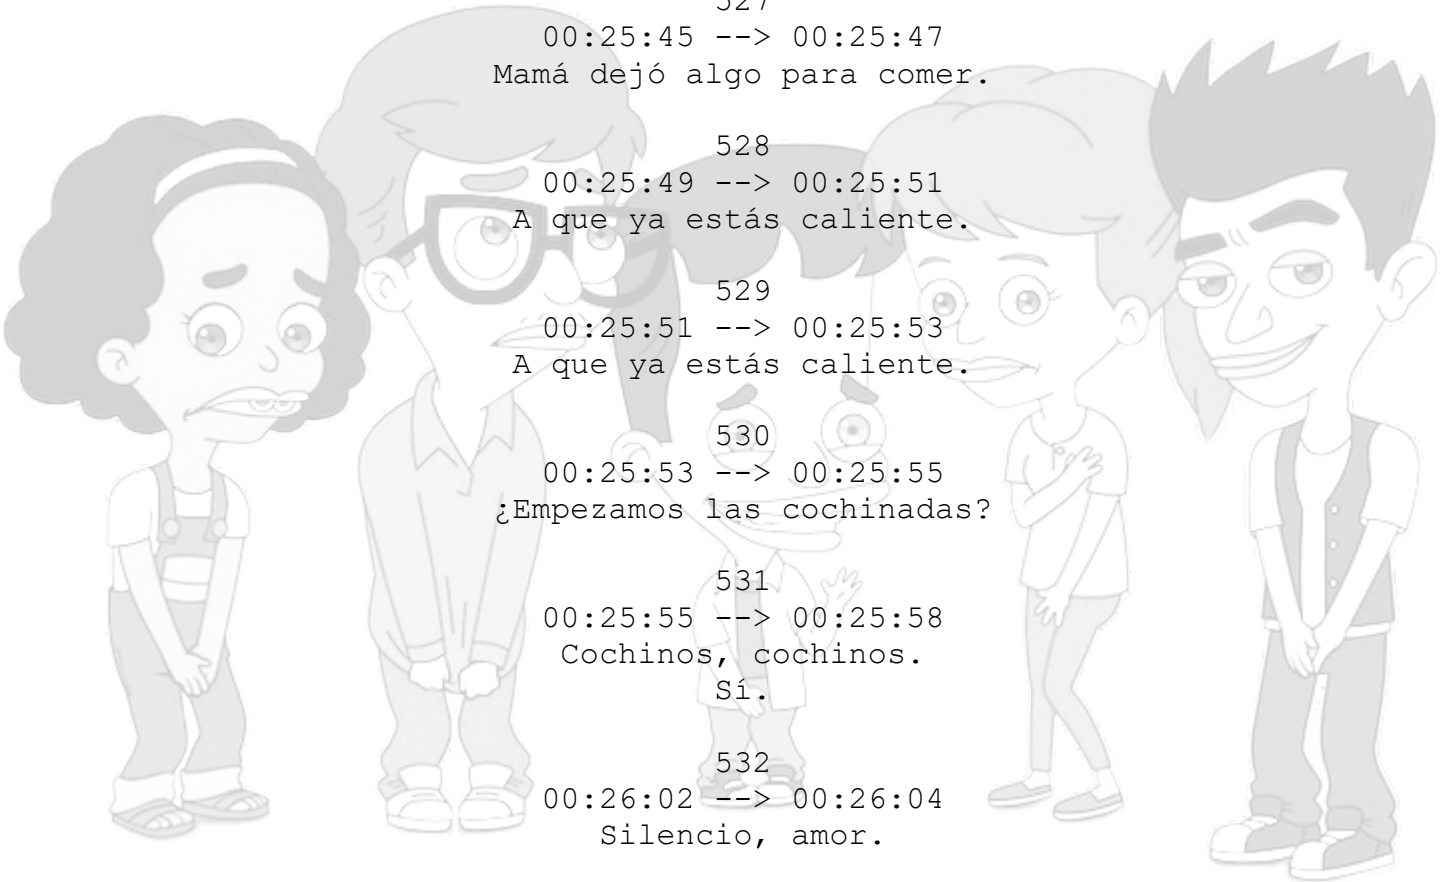 527
00:25:45 --> 00:25:47
Mamá dejó algo para comer.
528
00:25:49 --> 00:25:51
A que ya estás caliente.
529
00:25:51 --> 00:25:53
A que ya estás caliente.
530
00:25:53 --> 00:25:55
¿Empezamos las cochinadas?
531
00:25:55 --> 00:25:58
Cochinos, cochinos.
Sí.
532
00:26:02 --> 00:26:04
Silencio, amor.